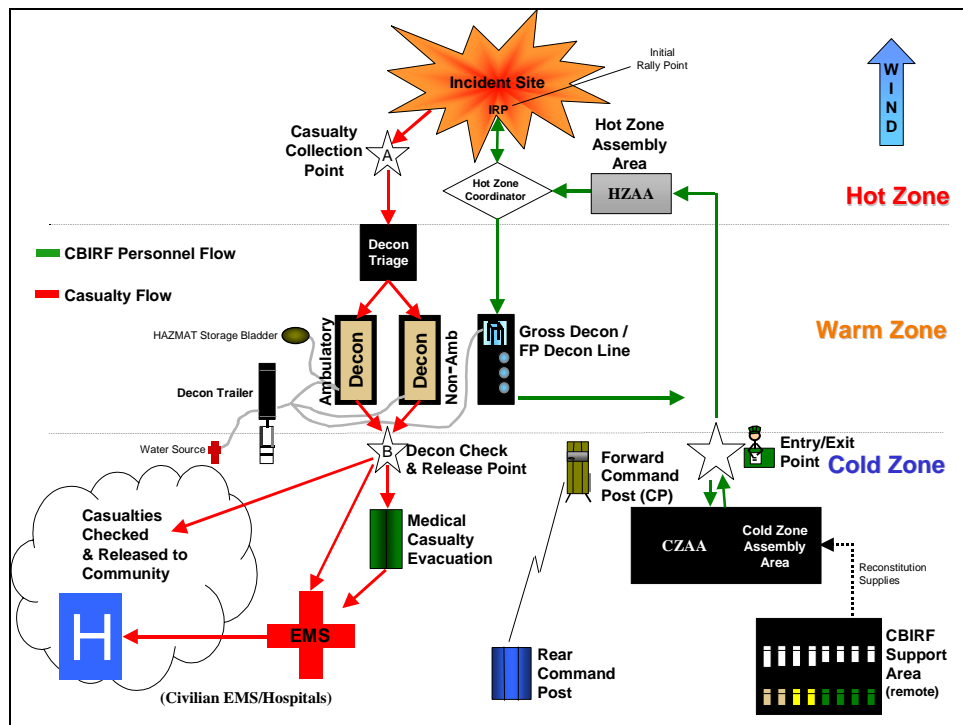 Initial
Rally Point
Incident Site
IRP
WIND
Casualty
Collection
Point
A
Hot Zone
Assembly
Area
Hot Zone
Coordinator
HZAA
Hot Zone
CBIRF Personnel Flow
Casualty Flow
Decon
Triage
HAZMAT Storage Bladder
Ambulatory
Decon
Decon
Non-Amb
Gross Decon /
FP Decon Line
Warm Zone
Decon Trailer
Water Source
B
Decon Check
& Release Point
Forward
Command
Post (CP)
Entry/Exit
Point
Cold Zone
Casualties
Checked
& Released to
Community
Medical
Casualty
Evacuation
CZAA
Cold Zone
Assembly
Area
Reconstitution
Supplies
H
EMS
(Civilian EMS/Hospitals)
Rear
Command
Post
CBIRF
Support
Area
(remote)